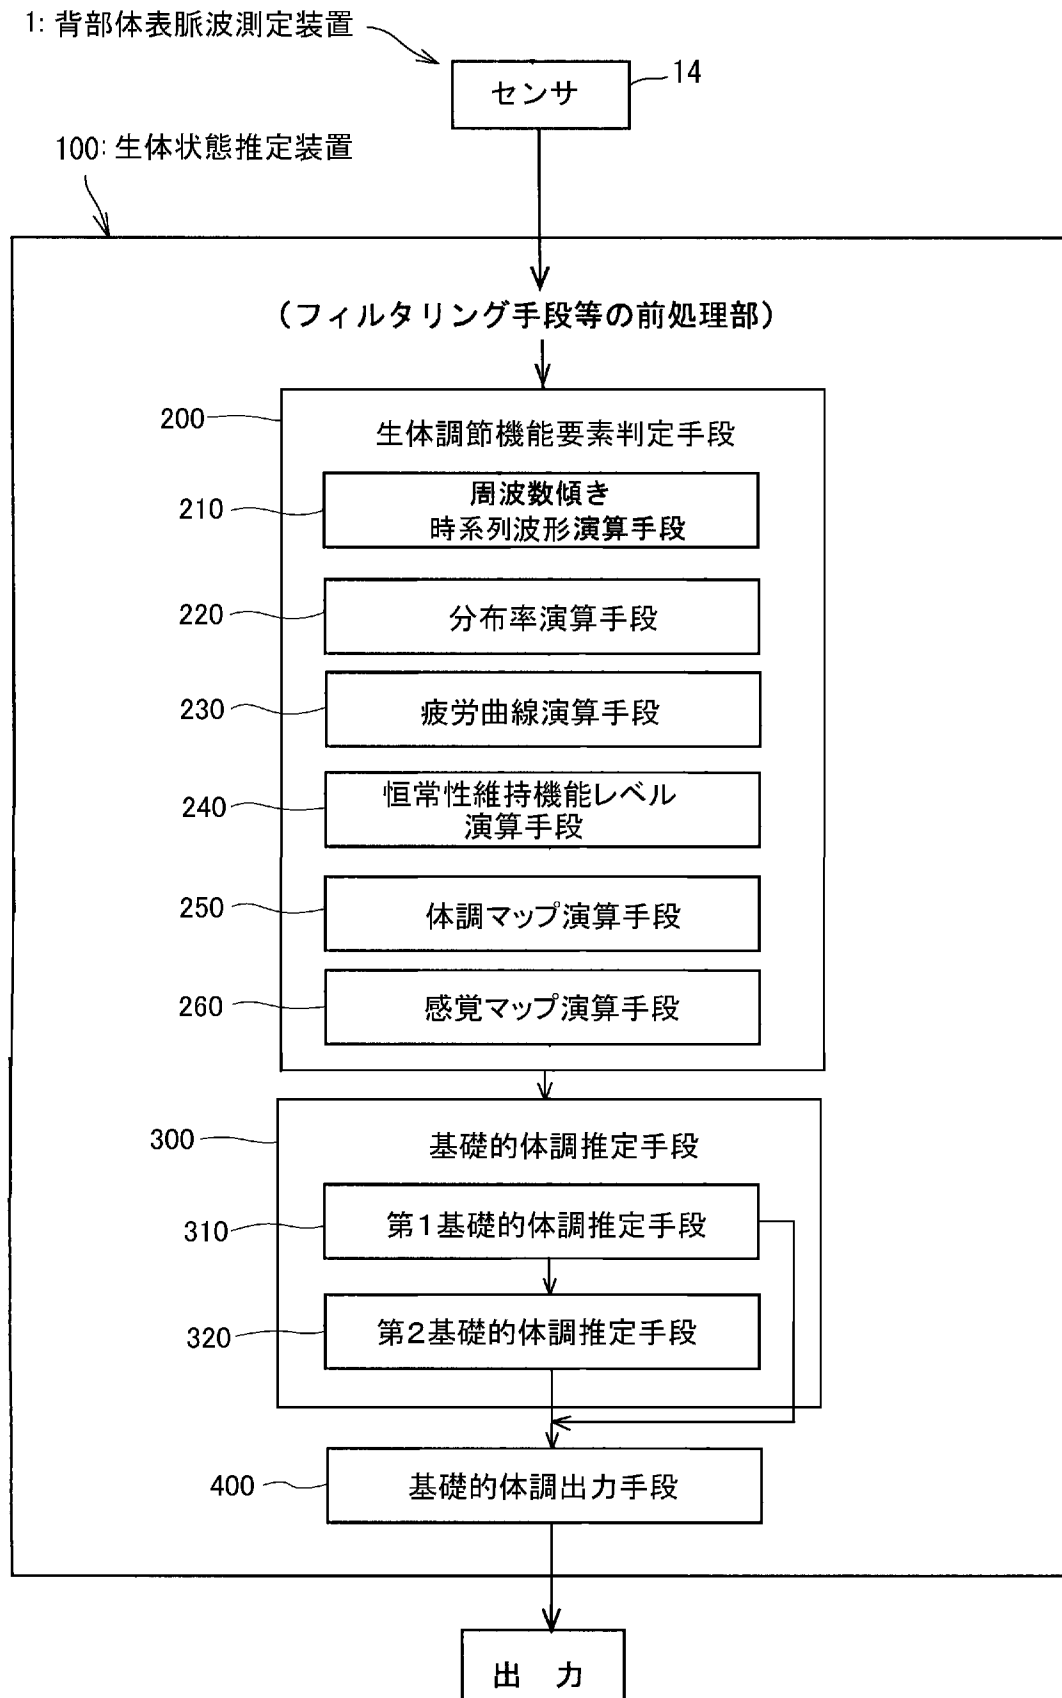 1: 背部体表脈波測定装置
センサ
14
100: 生体状態推定装置
(フィルタリング手段等の前処理部)
200
生体調節機能要素判定手段
210
周波数傾き
時系列波形演算手段
220
分布率演算手段
230
疲労曲線演算手段
240
恒常性維持機能レベル
演算手段
250
体調マップ演算手段
260
感覚マップ演算手段
300
基礎的体調推定手段
310
第1基礎的体調推定手段
320
第2基礎的体調推定手段
400
基礎的体調出力手段
出 力